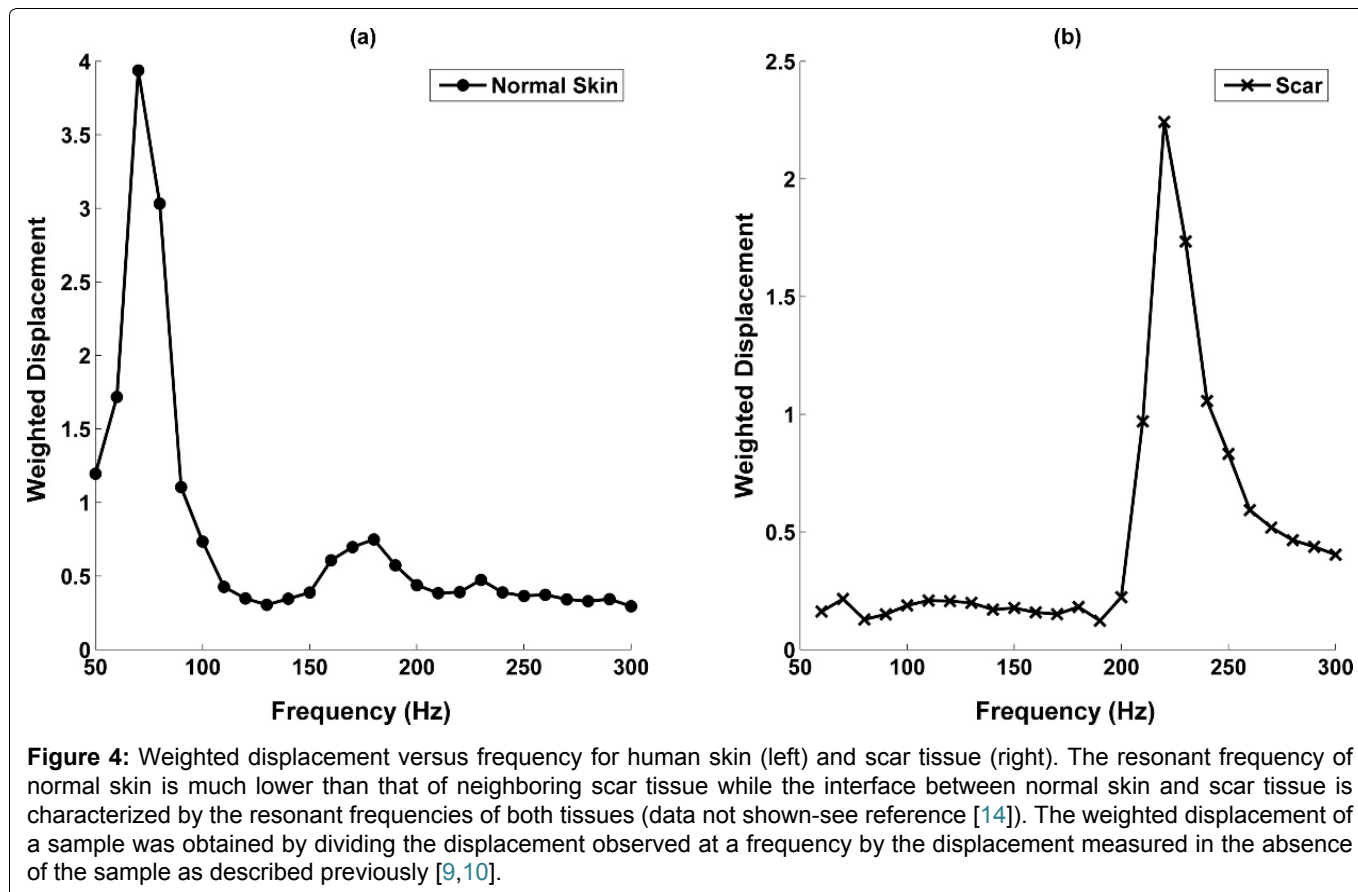 (a)
Normal Skin
4
3.5
3
2.5
2
1.5
1
0.5
0
50
100
150
200
250
300
Weighted Displacement
Frequency (Hz)
(b)
Scar
2.5
2
1.5
1
0.5
0
50
100
150
200
250
300
Weighted Displacement
Frequency (Hz)
Figure 4: Weighted displacement versus frequency for human skin (left) and scar tissue (right). The resonant frequency of
normal skin is much lower than that of neighboring scar tissue while the interface between normal skin and scar tissue is
characterized by the resonant frequencies of both tissues (data not shown-see reference [14]). The weighted displacement of
a sample was obtained by dividing the displacement observed at a frequency by the displacement measured in the absence
of the sample as described previously [9,10].